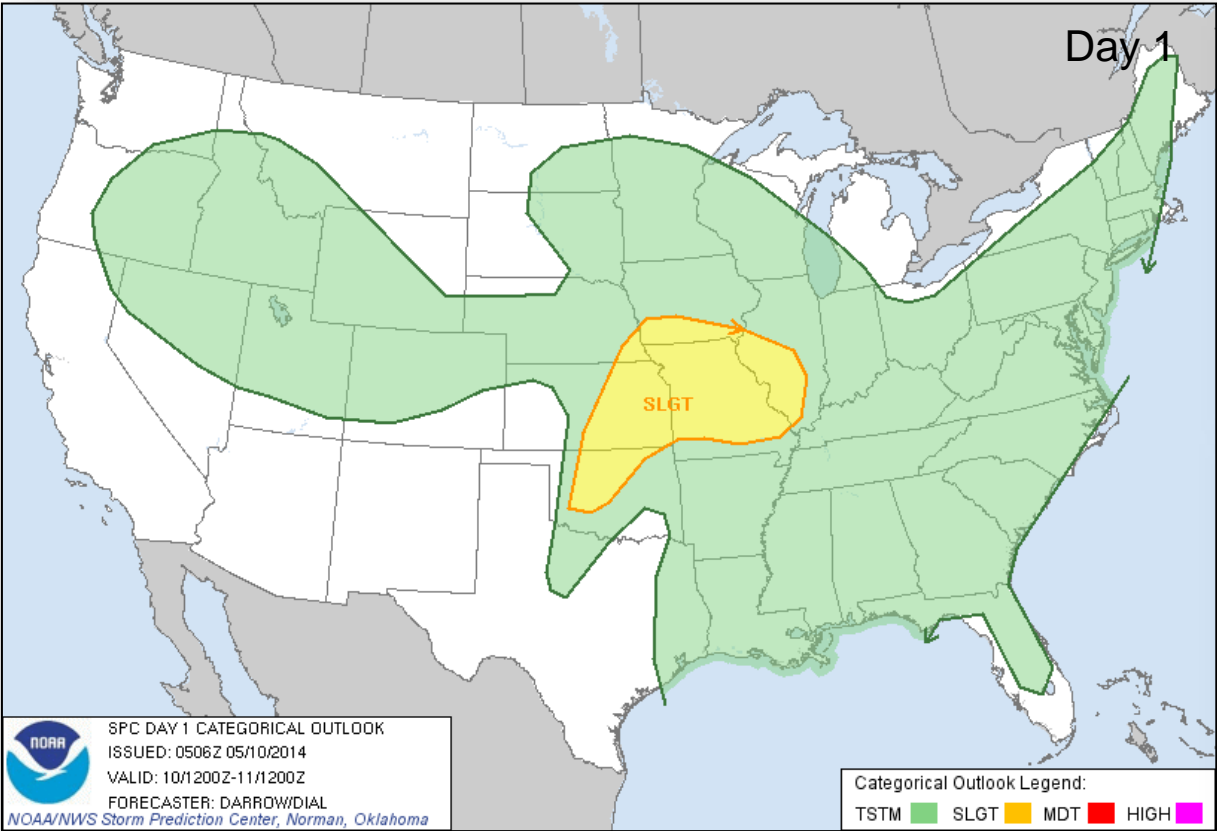 Day 1
SLGT
NOAA
SPC DAY 1 CATEGORICAL OUTLOOK
ISSUED: 0506Z 05/10/2014
VALID: 10/1200Z-11/1200Z
FORECASTER: DARROW/DIAL
NOAA/NWS Storm Prediction Center, Norman, Oklahoma
Categorical Outlook Legend:
TSTM SLGT MDT HIGH